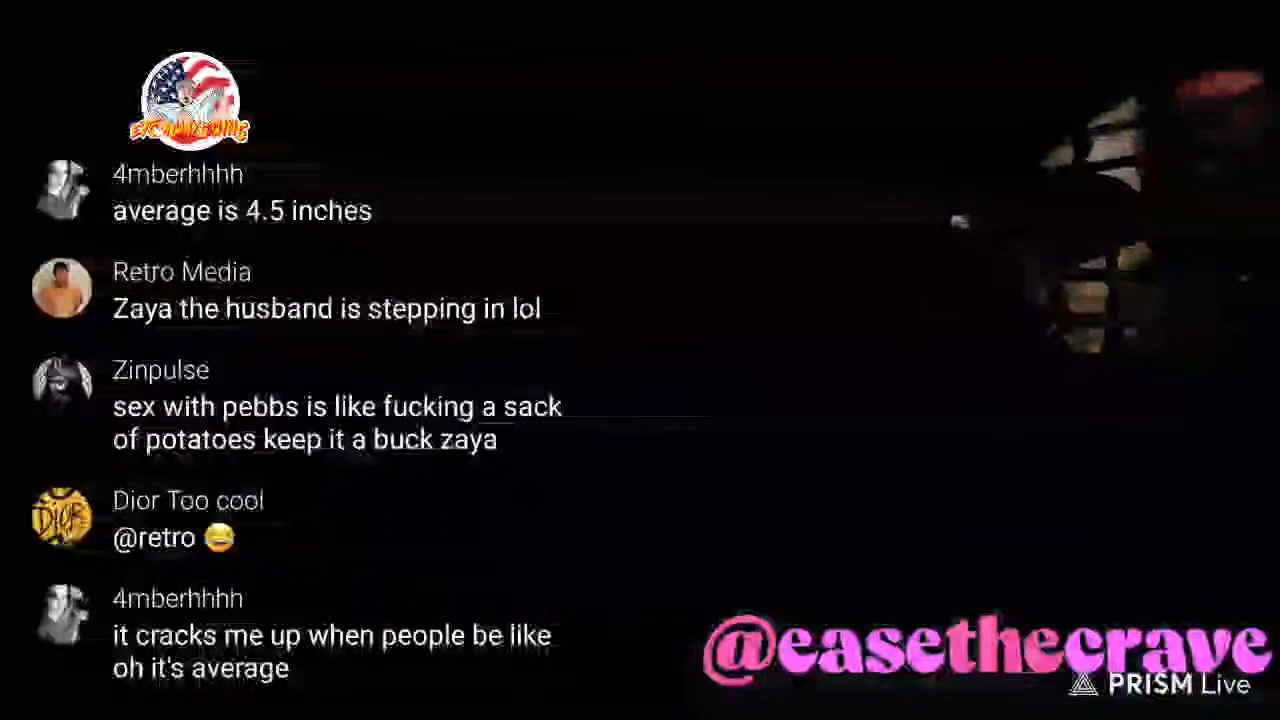 4mberhhhh
average is 4.5 inches
Retro Media
Zaya the husband is stepping in lol
Zinpulse
sex with pebbs is like fucking a sack
of potatoes keep it a buck zaya
DIOR
Dior Too cool
@retro 😂
4mberhhhh
it cracks me up when people be like
oh it's average
@easethecrave
PRISM Live